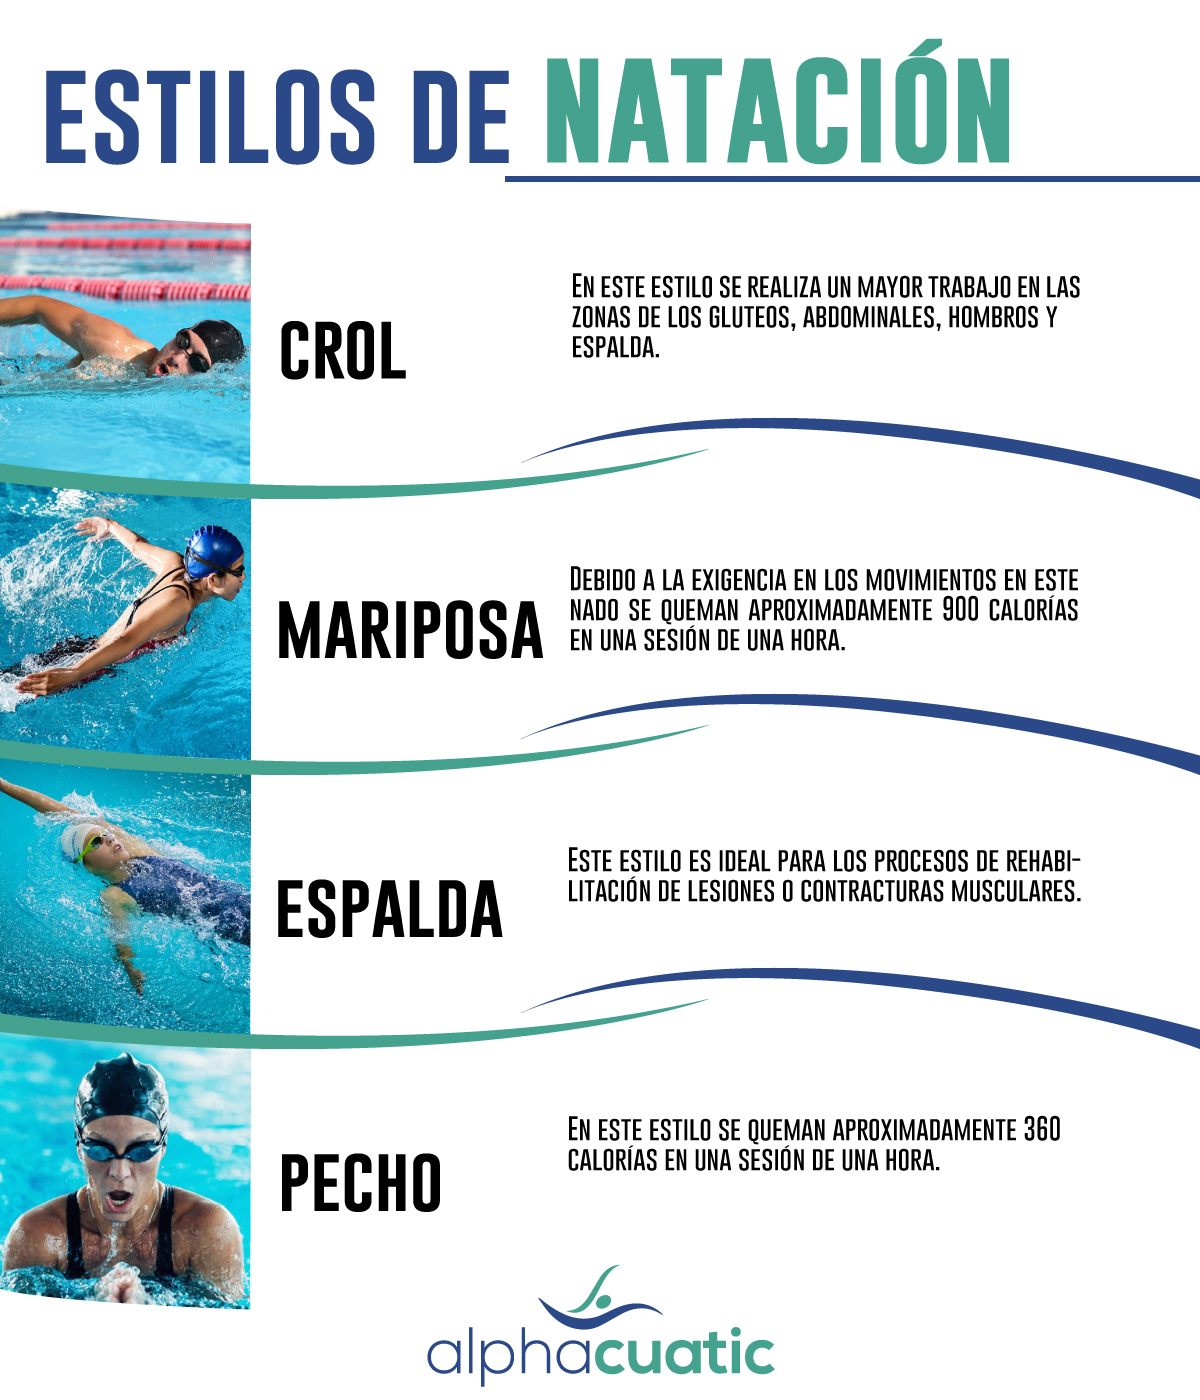 ESTILOS DE NATACIÓN
CROL
EN ESTE ESTILO SE REALIZA UN MAYOR TRABAJO EN LAS
ZONAS DE LOS GLUTEOS, ABDOMINALES, HOMBROS Y
ESPALDA.
MARIPOSA
DEBIDO A LA EXIGENCIA EN LOS MOVIMIENTOS EN ESTE
NADO SE QUEMAN APROXIMADAMENTE 900 CALORÍAS
EN UNA SESIÓN DE UNA HORA.
ESPALDA
ESTE ESTILO ES IDEAL PARA LOS PROCESOS DE REHABI-
LITACIÓN DE LESIONES O CONTRACTURAS MUSCULARES.
PECHO
EN ESTE ESTILO SE QUEMAN APROXIMADAMENTE 360
CALORÍAS EN UNA SESIÓN DE UNA HORA.
alphacuatic